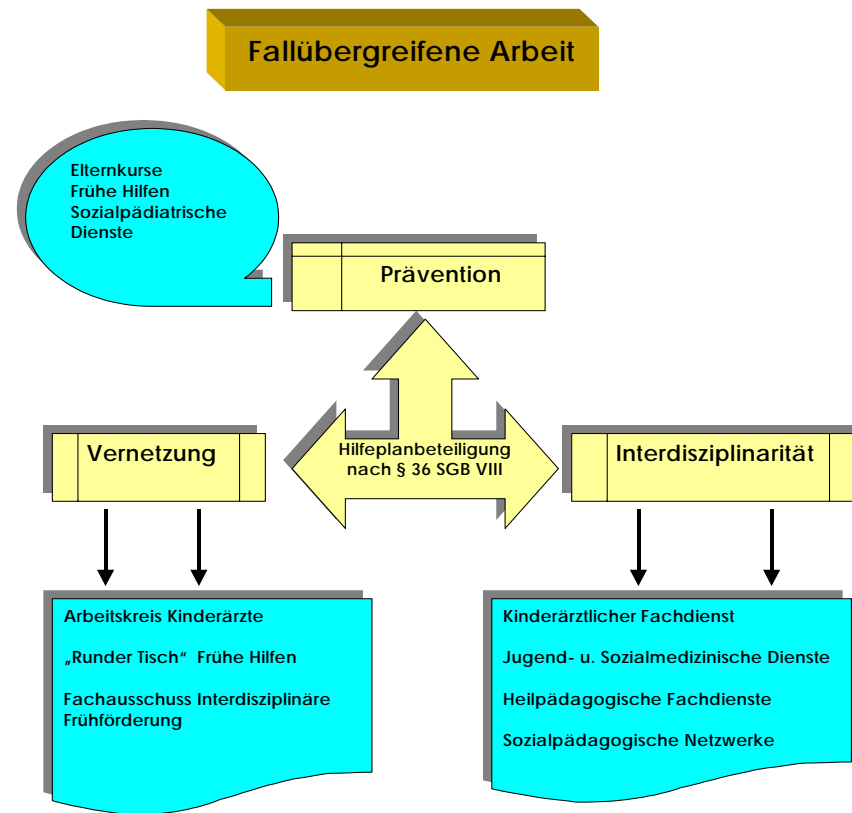 Fallübergreifene Arbeit
Elternkurse
Frühe Hilfen
Sozialpädiatrische
Dienste
Prävention
Vernetzung
Hilfeplanbeteiligung
nach § 36 SGB VIII
Interdisziplinarität
Arbeitskreis Kinderärzte
„Runder Tisch“ Frühe Hilfen
Fachausschuss Interdisziplinäre
Frühförderung
Kinderärztlicher Fachdienst
Jugend- u. Sozialmedizinische Dienste
Heilpädagogische Fachdienste
Sozialpädagogische Netzwerke